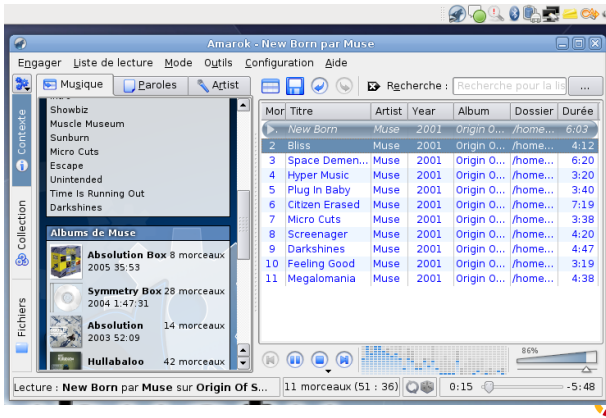 Amarok - New Born par Muse
Engager Liste de lecture Mode Outils Configuration Aide
Musique Paroles Artist
Recherche : Recherche pour la lis ...
Contexte
Collection
Fichiers
Showbiz
Muscle Museum
Sunburn
Micro Cuts
Escape
Unintended
Time Is Running Out
Darkshines
Albums de Muse
Absolution Box 8 morceaux
2005 35:53
Symmetry Box 28 morceaux
2004 1:47:31
Absolution 14 morceaux
2003 52:09
Hullabaloo 42 morceaux
Mor Titre Artist Year Album Dossier Durée
New Born Muse 2001 Origin O... /home... 6:03
2 Bliss Muse 2001 Origin O... /home... 4:12
3 Space Demen... Muse 2001 Origin O... /home... 6:20
4 Hyper Music Muse 2001 Origin O... /home... 3:20
5 Plug In Baby Muse 2001 Origin O... /home... 3:40
6 Citizen Erased Muse 2001 Origin O... /home... 7:19
7 Micro Cuts Muse 2001 Origin O... /home... 3:38
8 Screenager Muse 2001 Origin O... /home... 4:20
9 Darkshines Muse 2001 Origin O... /home... 4:47
10 Feeling Good Muse 2001 Origin O... /home... 3:19
11 Megalomania Muse 2001 Origin O... /home... 4:38
86%
Lecture : New Born par Muse sur Origin Of S... 11 morceaux (51 : 36) 0:15 -5:48